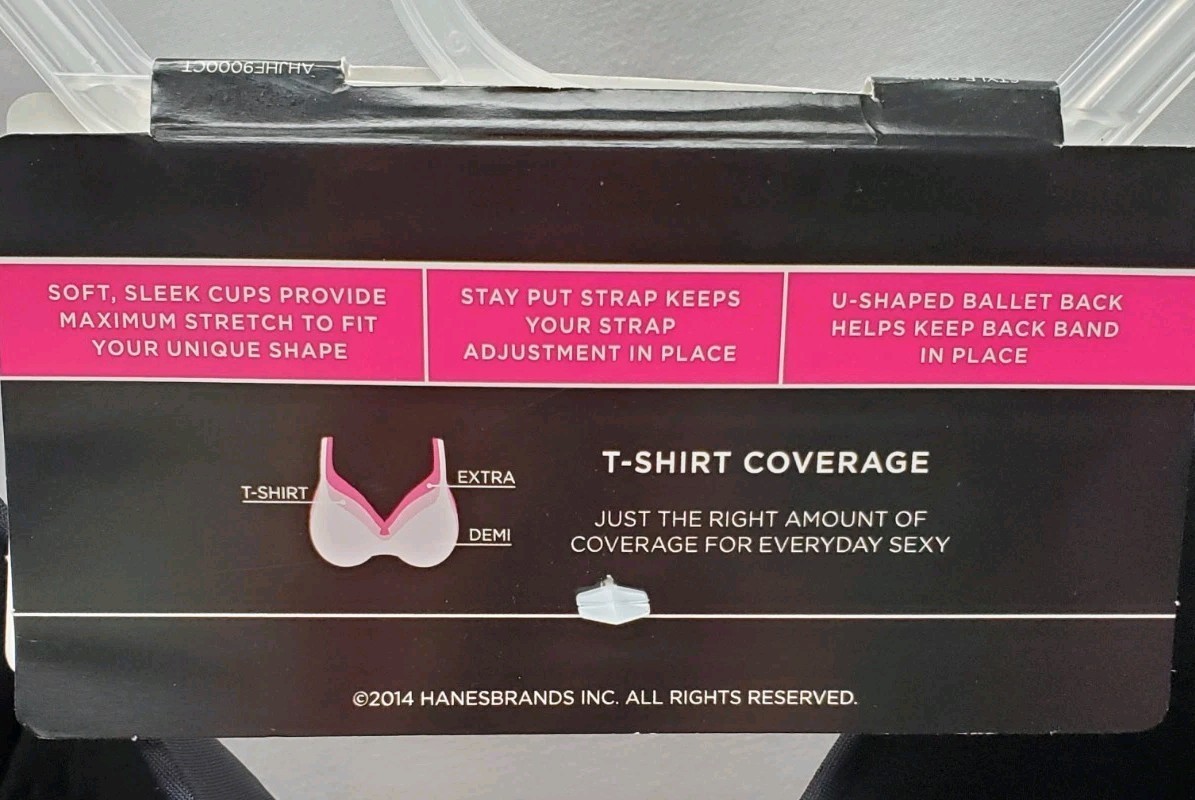 SOFT, SLEEK CUPS PROVIDE
MAXIMUM STRETCH TO FIT
YOUR UNIQUE SHAPE
STAY PUT STRAP KEEPS
YOUR STRAP
ADJUSTMENT IN PLACE
U-SHAPED BALLET BACK
HELPS KEEP BACK BAND
IN PLACE
T-SHIRT
EXTRA
DEMI
T-SHIRT COVERAGE
JUST THE RIGHT AMOUNT OF
COVERAGE FOR EVERYDAY SEXY
©2014 HANESBRANDS INC. ALL RIGHTS RESERVED.